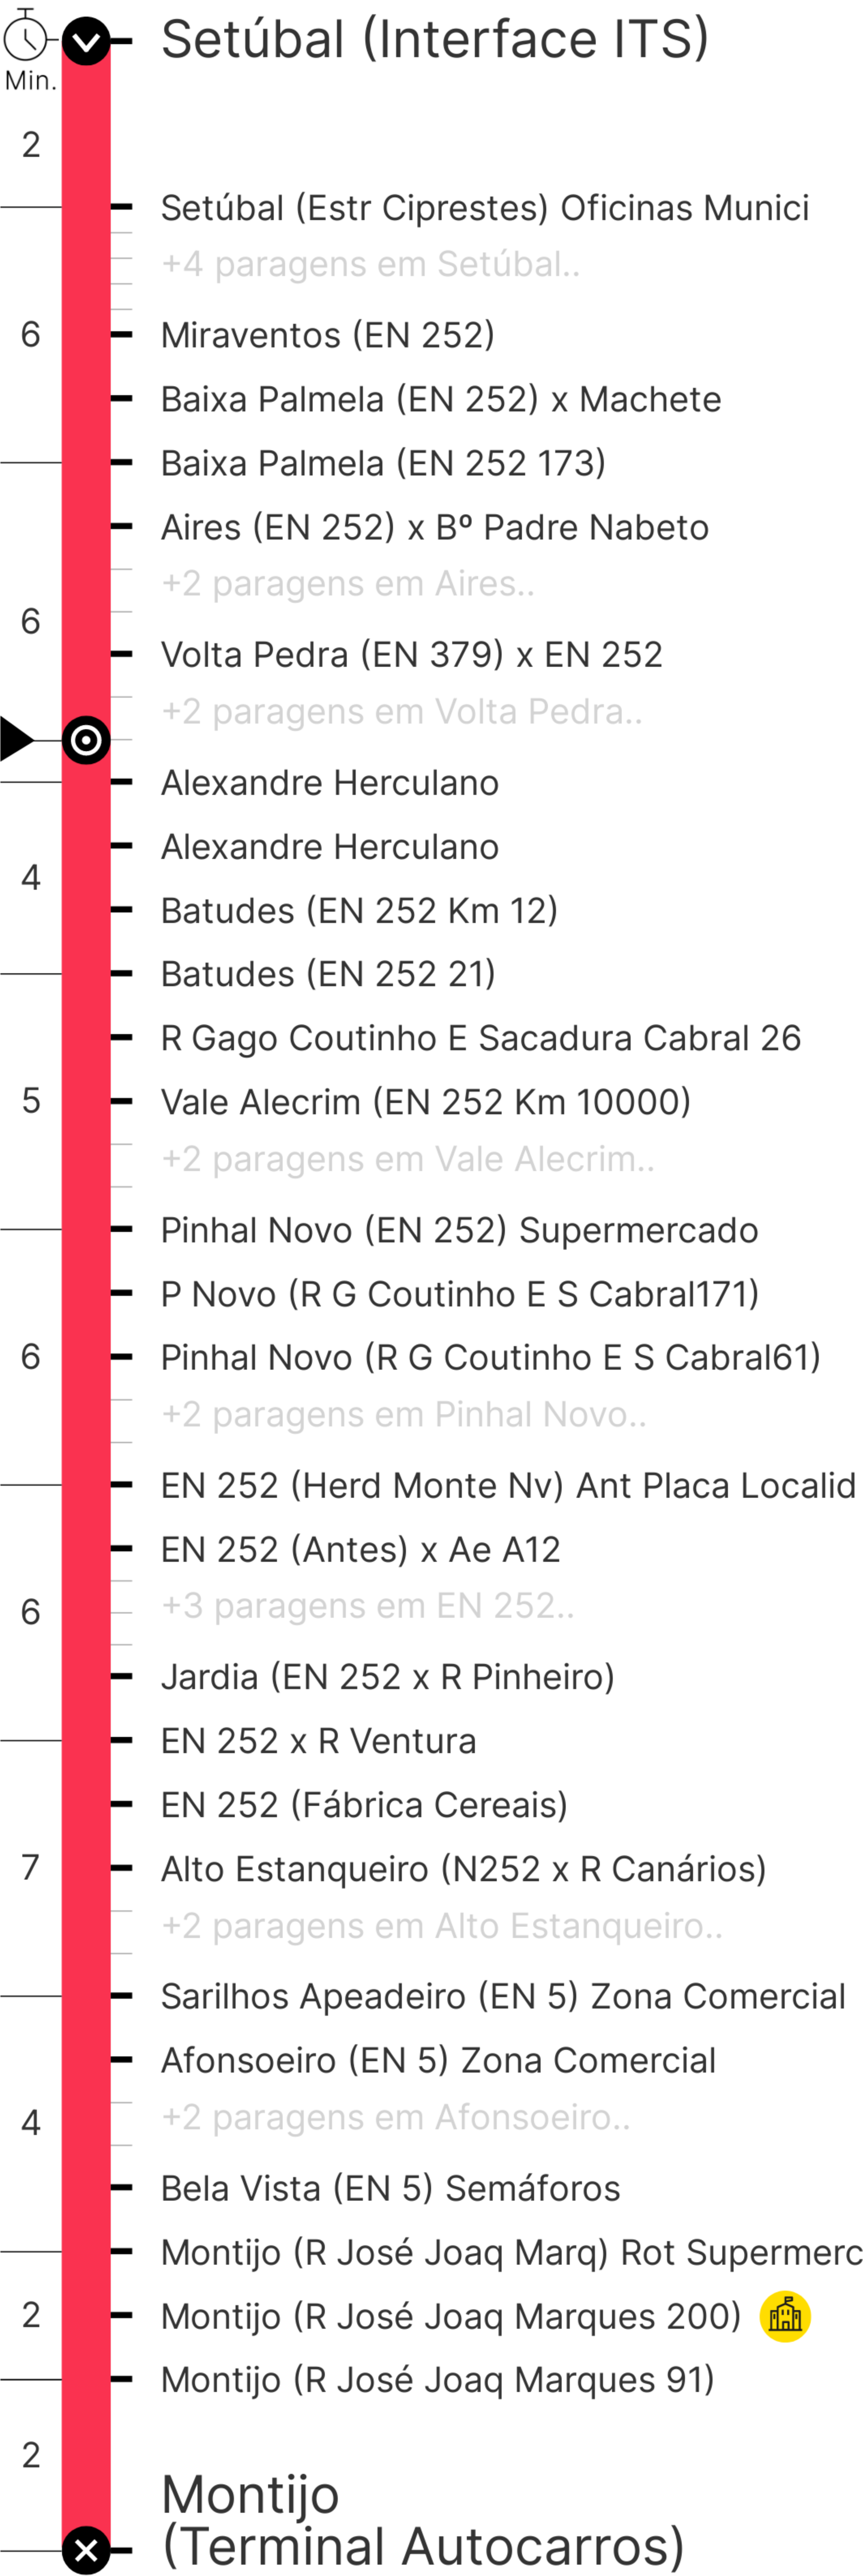 Setúbal (Interface ITS)
Min.
2
Setúbal (Estr Ciprestes) Oficinas Munici
+4 paragens em Setúbal..
6
Miraventos (EN 252)
Baixa Palmela (EN 252) x Machete
Baixa Palmela (EN 252 173)
Aires (EN 252) x Bº Padre Nabeto
+2 paragens em Aires..
6
Volta Pedra (EN 379) x EN 252
+2 paragens em Volta Pedra..
Alexandre Herculano
Alexandre Herculano
4
Batudes (EN 252 Km 12)
Batudes (EN 252 21)
R Gago Coutinho E Sacadura Cabral 26
5
Vale Alecrim (EN 252 Km 10000)
+2 paragens em Vale Alecrim..
Pinhal Novo (EN 252) Supermercado
P Novo (R G Coutinho E S Cabral171)
6
Pinhal Novo (R G Coutinho E S Cabral61)
+2 paragens em Pinhal Novo..
EN 252 (Herd Monte Nv) Ant Placa Localid
EN 252 (Antes) x Ae A12
6
+3 paragens em EN 252..
Jardia (EN 252 x R Pinheiro)
EN 252 x R Ventura
EN 252 (Fábrica Cereais)
7
Alto Estanqueiro (N252 x R Canários)
+2 paragens em Alto Estanqueiro..
Sarilhos Apeadeiro (EN 5) Zona Comercial
Afonsoeiro (EN 5) Zona Comercial
4
+2 paragens em Afonsoeiro..
Bela Vista (EN 5) Semáforos
Montijo (R José Joaq Marq) Rot Supermerc
2
Montijo (R José Joaq Marques 200)
Montijo (R José Joaq Marques 91)
2
Montijo
(Terminal Autocarros)